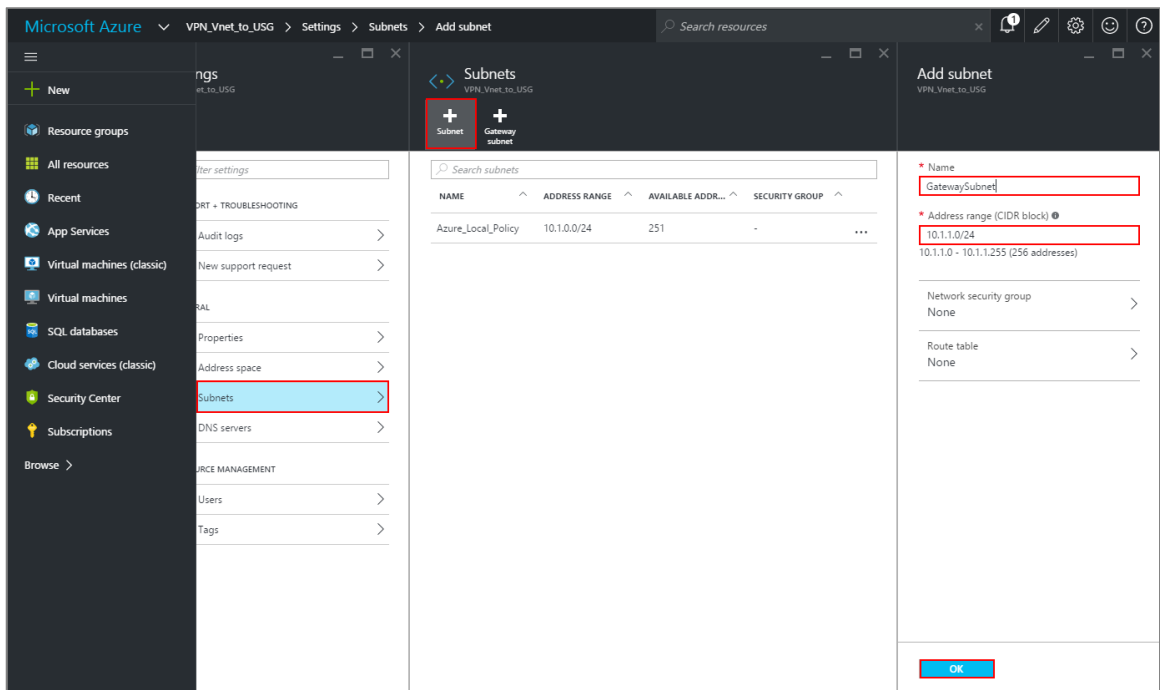 Microsoft Azure VPN_Vnet_to_USG > Settings > Subnets > Add subnet
Search resources
1
New
Resource groups
All resources
Recent
App Services
Virtual machines (classic)
Virtual machines
SQL databases
Cloud services (classic)
Security Center
Subscriptions
Browse >
ngs
et_to_USG
lter settings
ORT + TROUBLESHOOTING
Audit logs
New support request
RAL
Properties
Address space
Subnets
DNS servers
URCE MANAGEMENT
Users
Tags
Subnets
VPN_Vnet_to_USG
Subnet
Gateway
subnet
Search subnets
NAME ADDRESS RANGE AVAILABLE ADDR... SECURITY GROUP
Azure_Local_Policy 10.1.0.0/24 251 - ...
Add subnet
VPN_Vnet_to_USG
* Name
GatewaySubnet
* Address range (CIDR block)
10.1.1.0/24
10.1.1.0 - 10.1.1.255 (256 addresses)
Network security group
None
Route table
None
OK